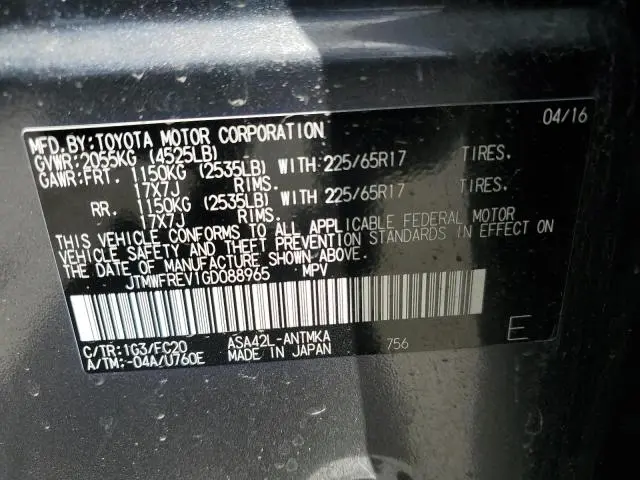 04/16
MFD.BY:TOYOTA MOTOR CORPORATION
GVWR:2055KG (4525LB)
GAWR:FRT. 1150KG (2535LB) WITH 225/65R17 TIRES.
17X7J RIMS.
RR. 1150KG (2535LB) WITH 225/65R17 TIRES.
17X7J RIMS.
THIS VEHICLE CONFORMS TO ALL APPLICABLE FEDERAL MOTOR
VEHICLE SAFETY AND THEFT PREVENTION STANDARDS IN EFFECT ON
THE DATE OF MANUFACTURE SHOWN ABOVE.
JTMWFREV1GD088965 MPV
C/TR:1G3/FC20 ASA42L-ANTMKA 756 E
A/TM:-04A/U760E MADE IN JAPAN